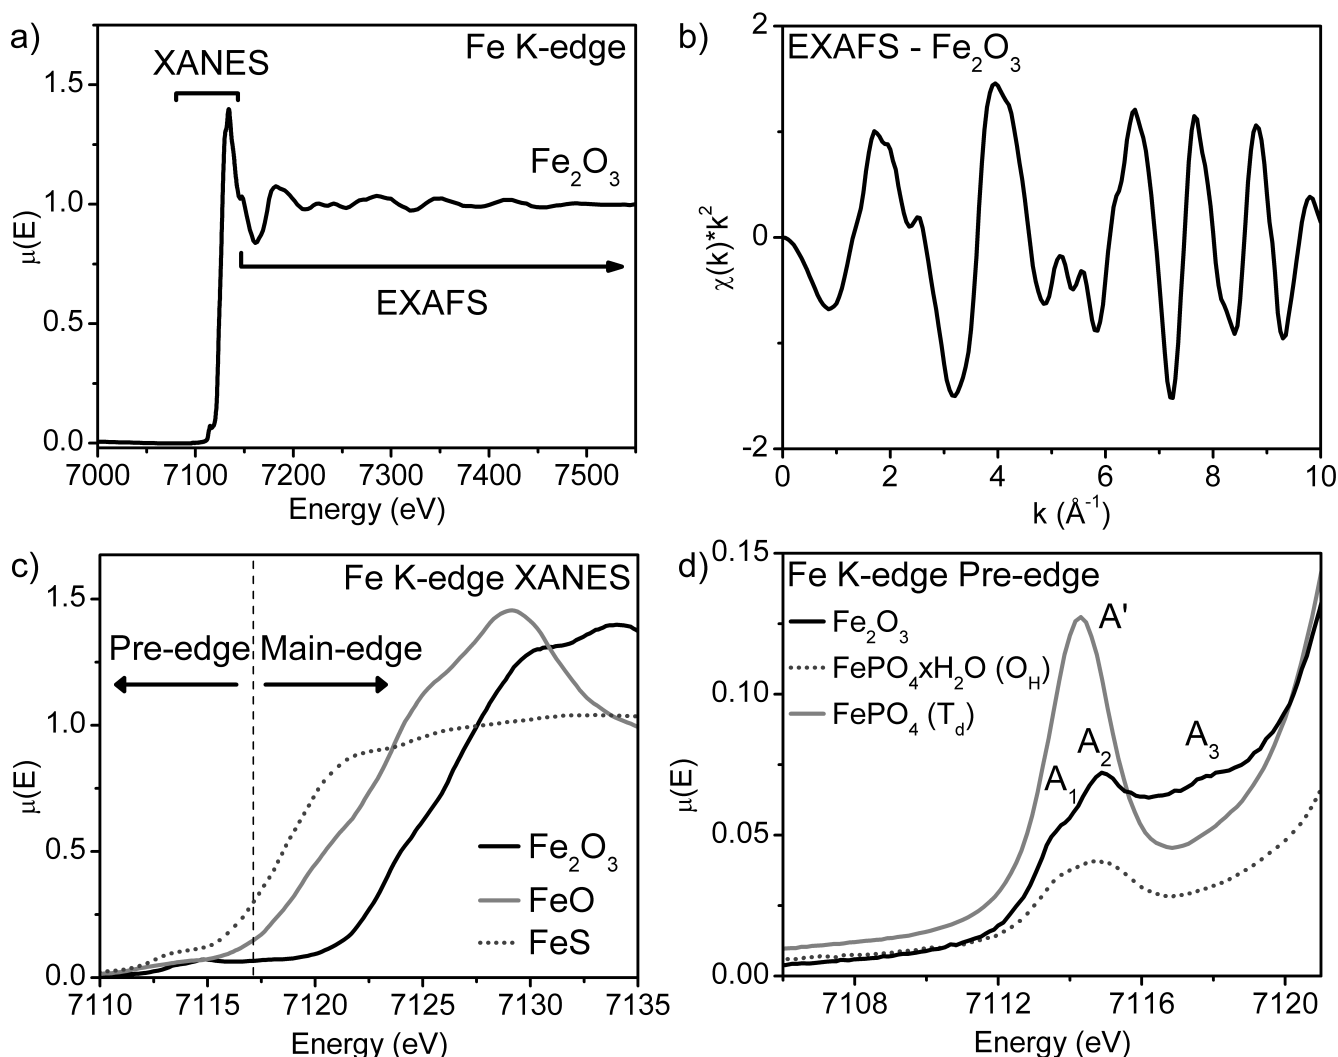 a)
Fe K-edge
XANES
1.5
Fe₂O₃
1.0
μ(E)
EXAFS
0.5
0.0
7000 7100 7200 7300 7400 7500
Energy (eV)
b)
2
EXAFS - Fe₂O₃
χ(k)*k²
0
-2
0 2 4 6 8 10
k (Å⁻¹)
c)
Fe K-edge XANES
1.5
Pre-edge Main-edge
1.0
μ(E)
0.5
Fe₂O₃
FeO
FeS
0.0
7110 7115 7120 7125 7130 7135
Energy (eV)
d)
0.15
Fe K-edge Pre-edge
Fe₂O₃
FePO₄xH₂O (O_H)
FePO₄ (T_d)
A'
0.10
A₁
A₂
A₃
μ(E)
0.05
0.00
7108 7112 7116 7120
Energy (eV)